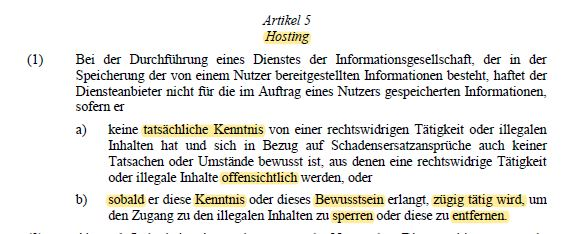 Artikel 5
Hosting
(1) Bei der Durchführung eines Dienstes der Informationsgesellschaft, der in der
Speicherung der von einem Nutzer bereitgestellten Informationen besteht, haftet der
Diensteanbieter nicht für die im Auftrag eines Nutzers gespeicherten Informationen,
sofern er
a) keine tatsächliche Kenntnis von einer rechtswidrigen Tätigkeit oder illegalen
Inhalten hat und sich in Bezug auf Schadensersatzansprüche auch keiner
Tatsachen oder Umstände bewusst ist, aus denen eine rechtswidrige Tätigkeit
oder illegale Inhalte offensichtlich werden, oder
b) sobald er diese Kenntnis oder dieses Bewusstsein erlangt, zügig tätig wird, um
den Zugang zu den illegalen Inhalten zu sperren oder diese zu entfernen.